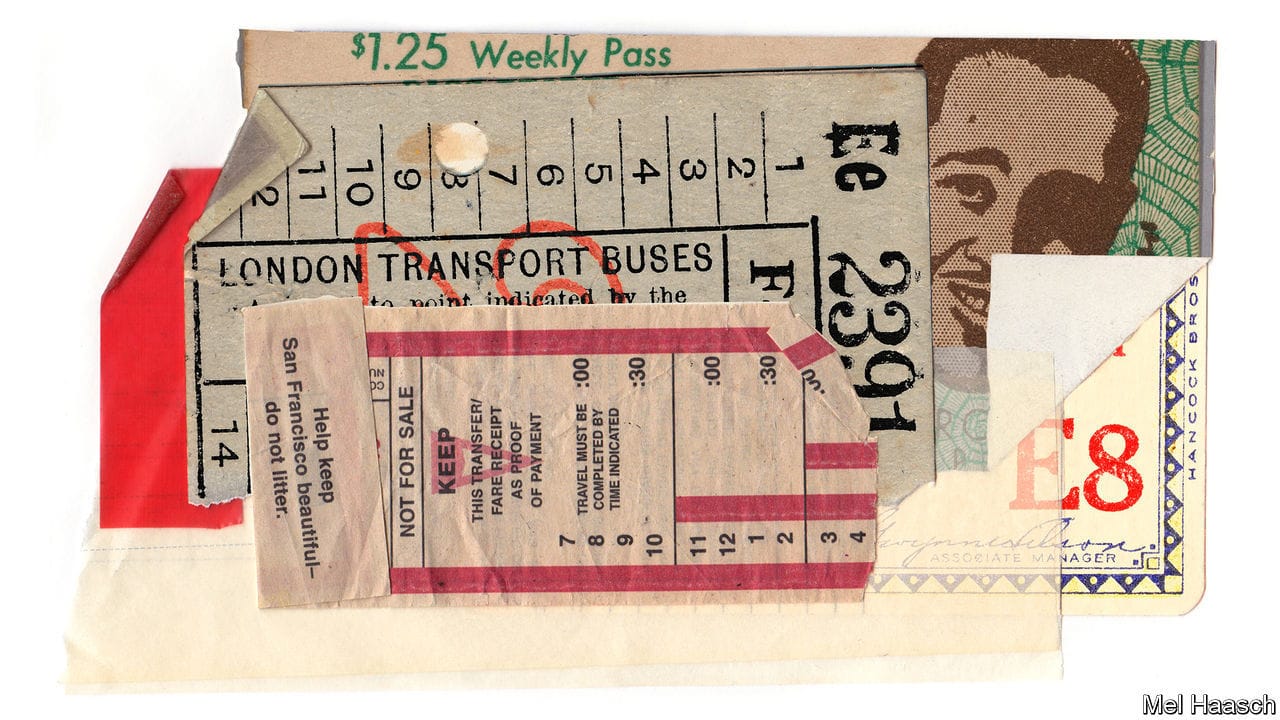 $1.25 Weekly Pass
1
2
3
4
5
6
7
8
9
10
11
2
Ee
2391
LONDON TRANSPORT BUSES
to point indicated by the
F
14
Help keep
San Francisco beautiful–
do not litter.
NOT FOR SALE
KEEP
THIS TRANSFER/
FARE RECEIPT
AS PROOF
OF PAYMENT
TRAVEL MUST BE
COMPLETED BY
TIME INDICATED
:00
:30
:00
:30
:00
7
8
9
10
11
12
1
2
3
4
HANCOCK BROS
E8
ASSOCIATE MANAGER
Mel Haasch